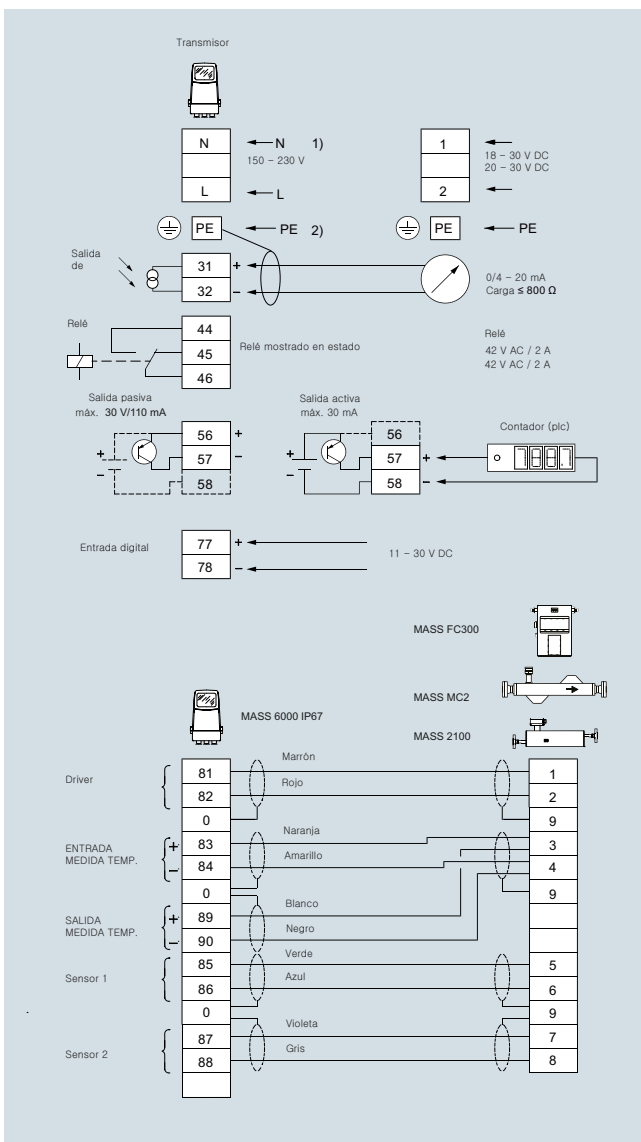 Transmisor
N
L
N 1)
150 – 230 V
L
1
2
18 – 30 V DC
20 – 30 V DC
PE
PE 2)
PE
PE
Salida
de
31
32
+
–
0/4 – 20 mA
Carga ≤ 800 Ω
Relé
44
45
46
Relé mostrado en estado
Relé
42 V AC / 2 A
42 V AC / 2 A
Salida pasiva
máx. 30 V/110 mA
+
–
56
57
58
+
–
Salida activa
máx. 30 mA
+
–
56
57
58
+
–
Contador (plc)
Entrada digital
77
78
+
–
11 – 30 V DC
MASS FC300
MASS MC2
MASS 2100
MASS 6000 IP67
Driver
81
82
0
Marrón
Rojo
1
2
9
ENTRADA
MEDIDA TEMP.
+
–
83
84
0
Naranja
Amarillo
3
4
9
SALIDA
MEDIDA TEMP.
+
–
89
90
Blanco
Negro
Sensor 1
85
86
0
Verde
Azul
5
6
9
Sensor 2
87
88
Violeta
Gris
7
8